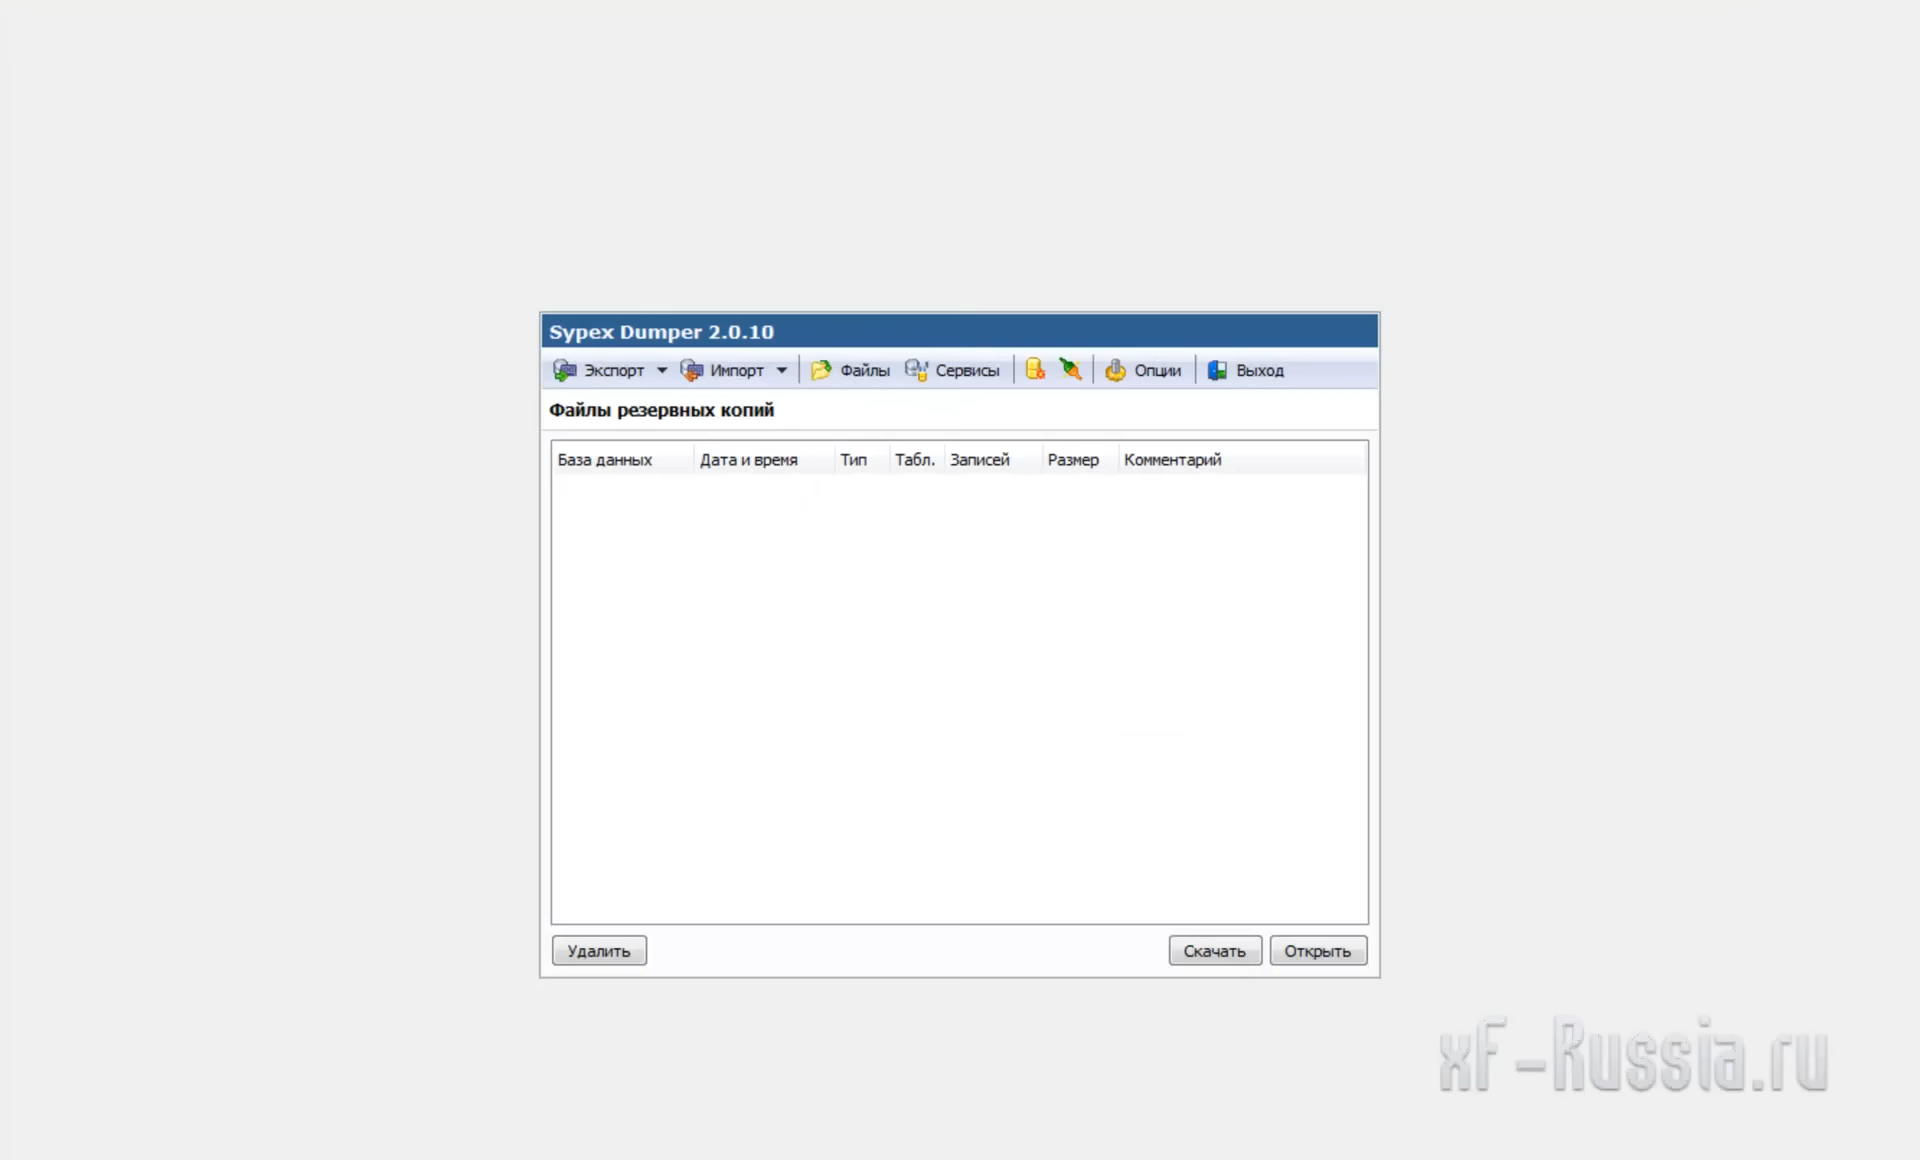 Sypex Dumper 2.0.10
Экспорт Импорт Файлы Сервисы Опции Выход
Файлы резервных копий
База данных Дата и время Тип Табл. Записей Размер Комментарий
Удалить Скачать Открыть
xF-Russia.ru